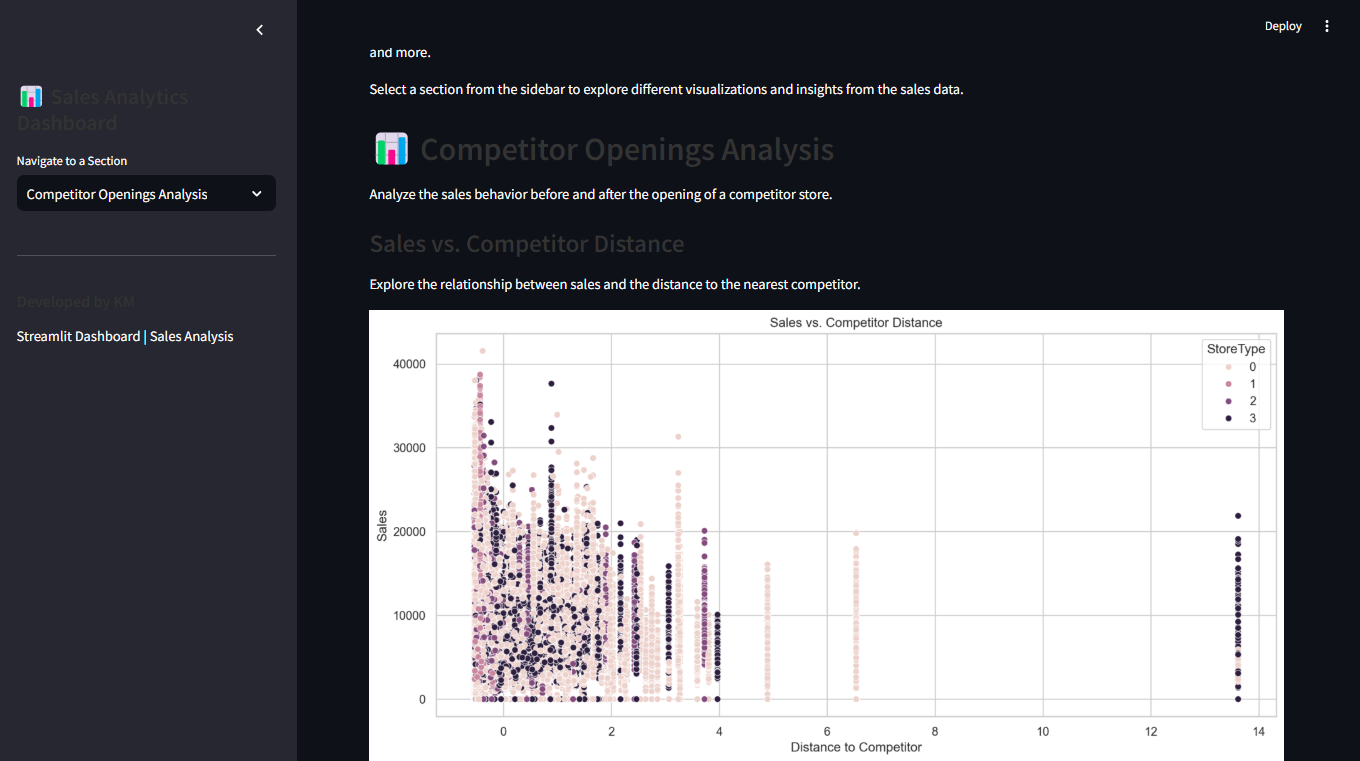 Deploy
and more.
Select a section from the sidebar to explore different visualizations and insights from the sales data.
Sales Analytics
Dashboard
Navigate to a Section
Competitor Openings Analysis
Developed by KM
Streamlit Dashboard | Sales Analysis
Competitor Openings Analysis
Analyze the sales behavior before and after the opening of a competitor store.
Sales vs. Competitor Distance
Explore the relationship between sales and the distance to the nearest competitor.
Sales vs. Competitor Distance
StoreType
0
1
2
3
Sales
40000
30000
20000
10000
0
0 2 4 6 8 10 12 14
Distance to Competitor